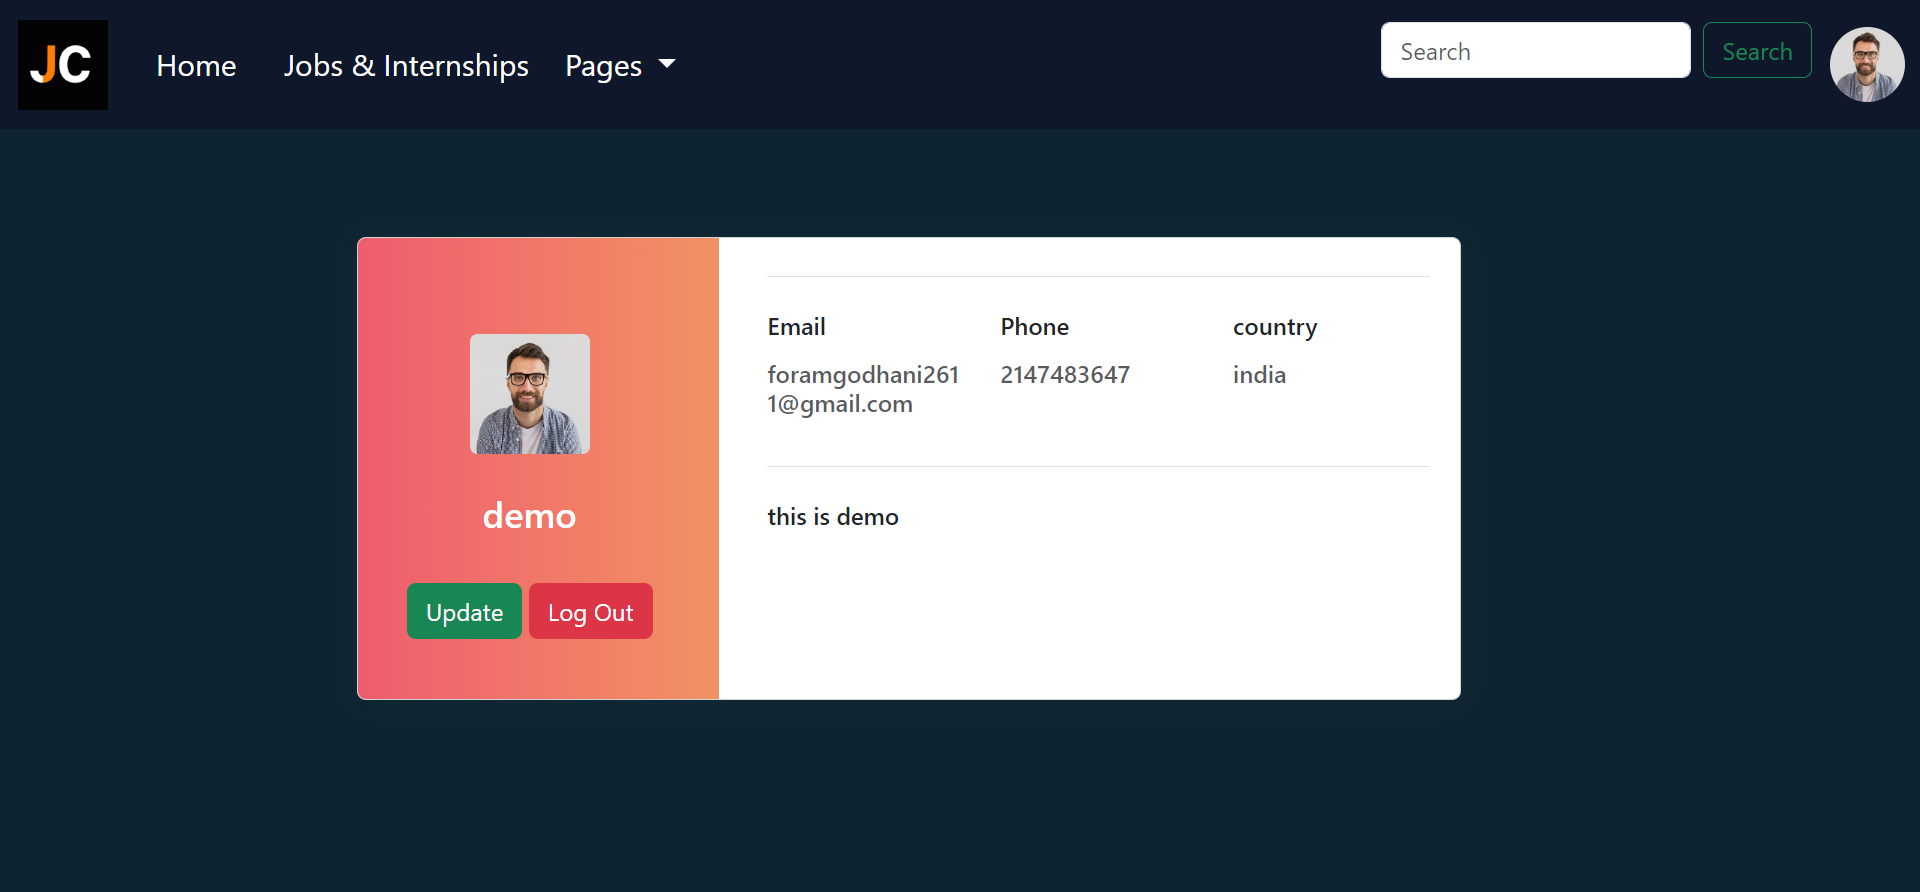 JC
Home
Jobs & Internships
Pages
Search
Search
demo
Update
Log Out
Email
foramgodhani261
1@gmail.com
Phone
2147483647
country
india
this is demo